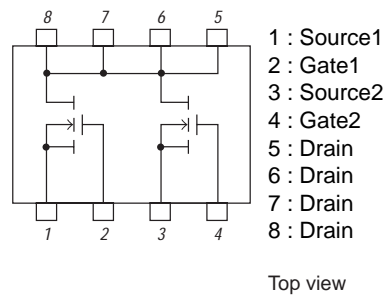 8 7 6 5
1 : Source1
2 : Gate1
3 : Source2
4 : Gate2
5 : Drain
6 : Drain
7 : Drain
8 : Drain
1 2 3 4
Top view